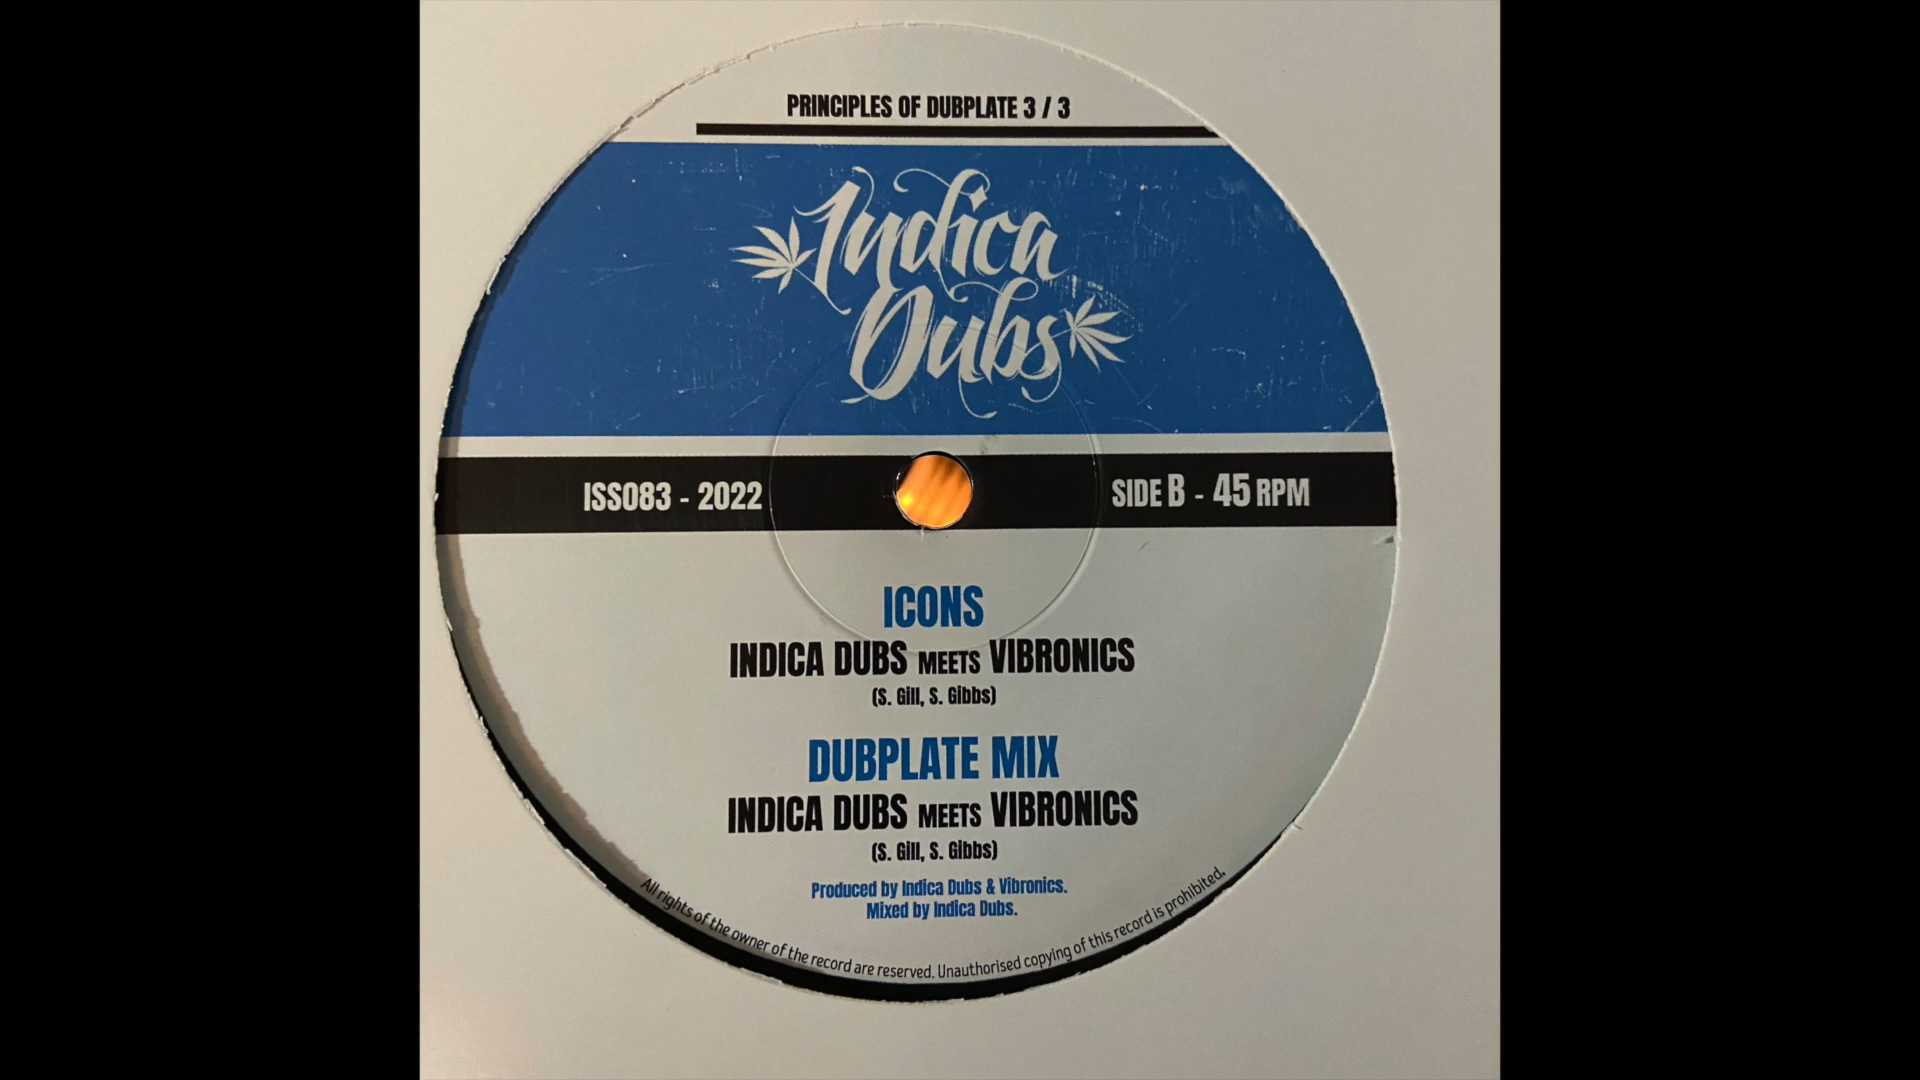 PRINCIPLES OF DUBPLATE 3 / 3
Indica
Dubs
ISS083 - 2022
SIDE B - 45 RPM
ICONS
INDICA DUBS MEETS VIBRONICS
(S. Gill, S. Gibbs)
DUBPLATE MIX
INDICA DUBS MEETS VIBRONICS
(S. Gill, S. Gibbs)
Produced by Indica Dubs & Vibronics.
Mixed by Indica Dubs.
All rights of the owner of the record are reserved. Unauthorised copying of this record is prohibited.